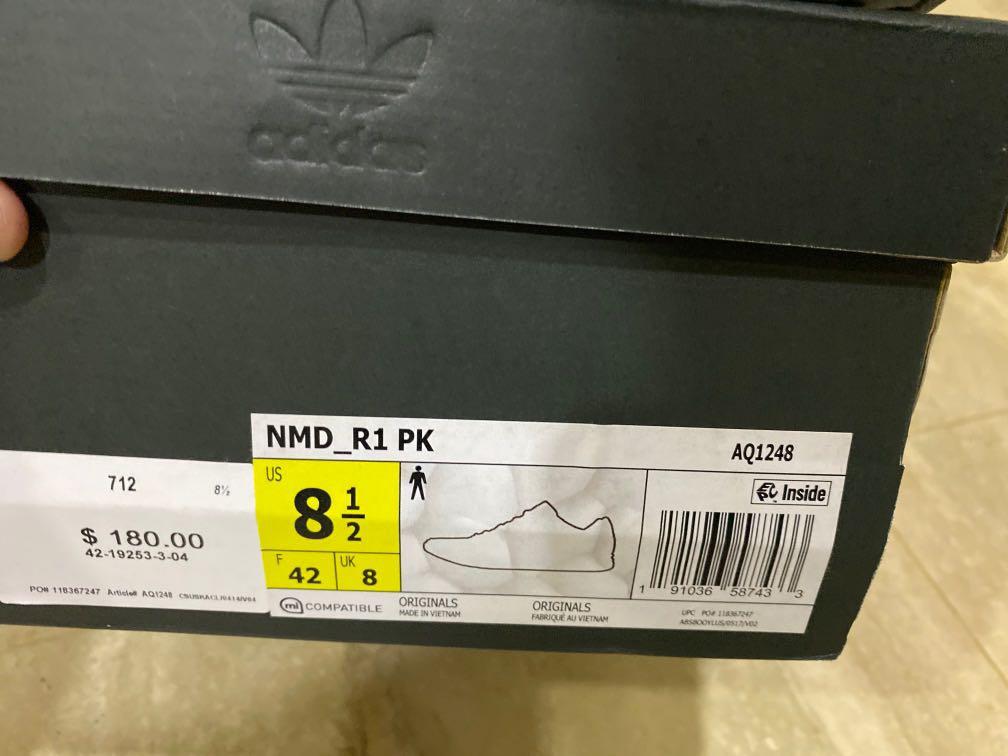 adidas
NMD_R1 PK
AQ1248
US
8 1/2
F
42
UK
8
mi COMPATIBLE
ORIGINALS
MADE IN VIETNAM
ORIGINALS
FABRIQUÉ AU VIETNAM
Inside
1 91036 58743 3
UPC PO# 118367247
712
8½
$ 180.00
42-19253-3-04
PO# 118367247 Article# AQ1248